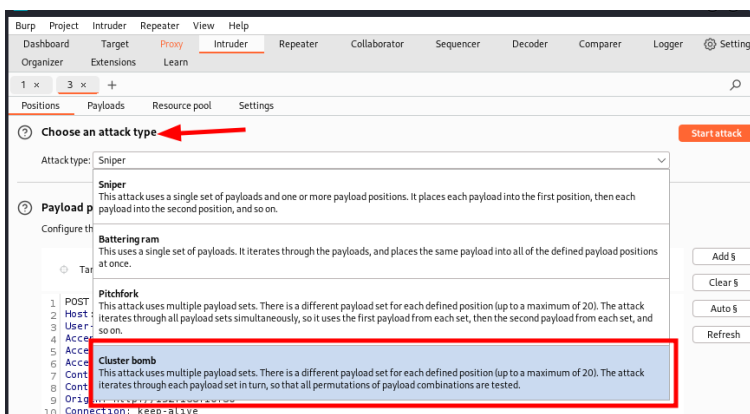 Burp Project Intruder Repeater View Help
Dashboard Target Proxy Intruder Repeater Collaborator Sequencer Decoder Comparer Logger Setting
Organizer Extensions Learn
1 × 3 × +
Positions Payloads Resource pool Settings
? Choose an attack type Start attack
Attack type: Sniper
Sniper
This attack uses a single set of payloads and one or more payload positions. It places each payload into the first position, then each
? Payload p payload into the second position, and so on.
Configure th
Battering ram
This uses a single set of payloads. It iterates through the payloads, and places the same payload into all of the defined payload positions
at once. Add §
Tar
Clear §
Pitchfork
1 POST This attack uses multiple payload sets. There is a different payload set for each defined position (up to a maximum of 20). The attack
2 Host: iterates through all payload sets simultaneously, so it uses the first payload from each set, then the second payload from each set, and Auto §
3 User- so on.
4 Accep Refresh
5 Acce Cluster bomb
6 Acce This attack uses multiple payload sets. There is a different payload set for each defined position (up to a maximum of 20). The attack
7 Cont iterates through each payload set in turn, so that all permutations of payload combinations are tested.
8 Cont
9
10 Connection: keep-alive